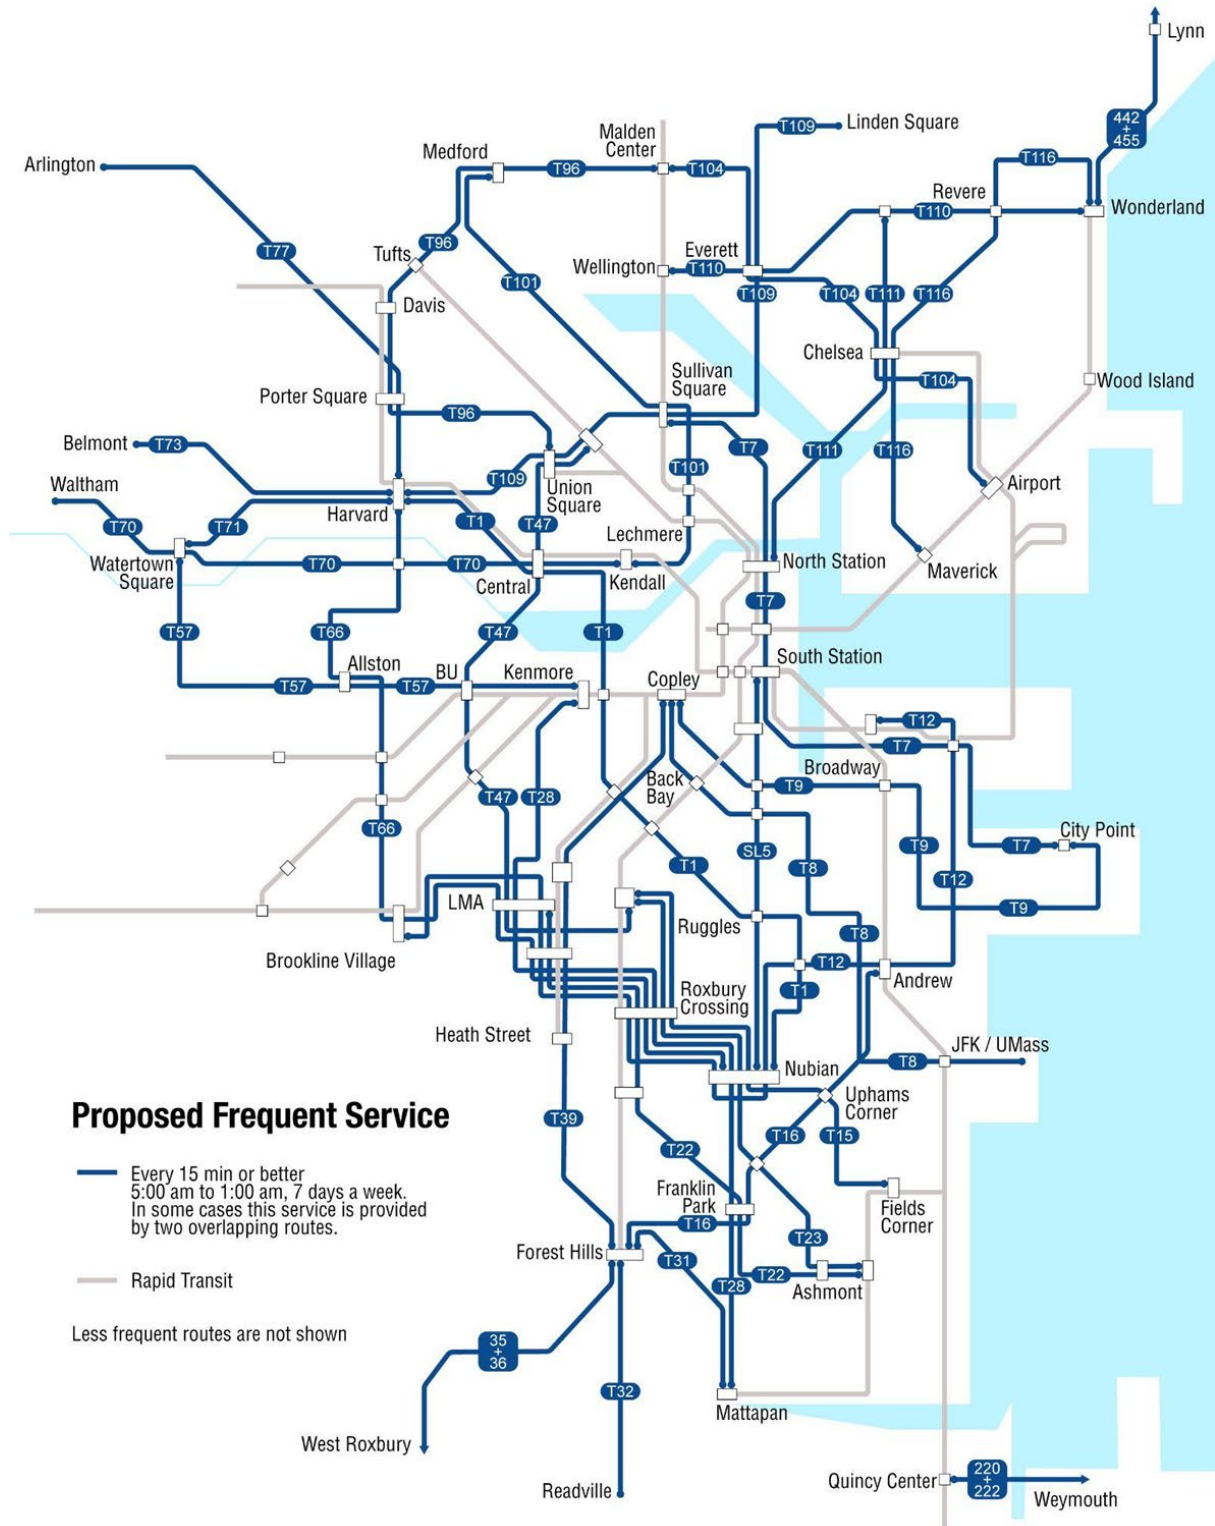 Lynn
442
+
455
Linden Square
T109
Malden
Center
Medford
T96
T104
T116
Arlington
Revere
T110
Wonderland
T77
T96
Tufts
Everett
Wellington
T110
T101
T109
T104
T111
T116
Davis
Chelsea
Sullivan
Square
T104
Wood Island
Porter Square
T96
Belmont
T73
T7
T111
T116
T101
Waltham
T109
Union
Square
Airport
Harvard
T70
T71
T1
T47
Lechmere
Watertown
Square
T70
T70
Central
Kendall
North Station
Maverick
T7
T57
T66
T47
T1
Allston
BU
Kenmore
Copley
South Station
T57
T57
T12
T7
Back
Bay
Broadway
T47
T28
T9
T66
City Point
T1
SL5
T8
T9
T7
T12
LMA
T9
Ruggles
T8
Brookline Village
T12
Andrew
Roxbury
Crossing
T1
Heath Street
JFK / UMass
Nubian
T8
Uphams
Corner
Proposed Frequent Service
T39
T16
T15
T22
Every 15 min or better
5:00 am to 1:00 am, 7 days a week.
In some cases this service is provided
by two overlapping routes.
Franklin
Park
Fields
Corner
T16
T23
Forest Hills
T31
Rapid Transit
T28
T22
Ashmont
Less frequent routes are not shown
35
+
36
T32
Mattapan
West Roxbury
Quincy Center
220
+
222
Readville
Weymouth